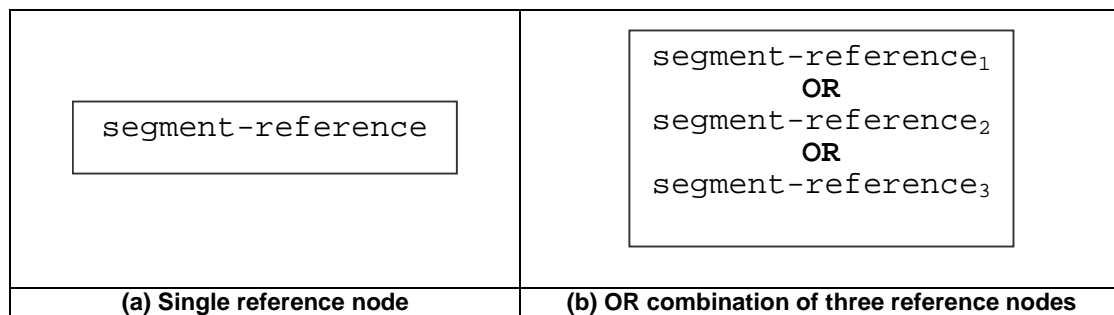 segment-reference
(a) Single reference node
segment-reference₁
OR
segment-reference₂
OR
segment-reference₃
(b) OR combination of three reference nodes